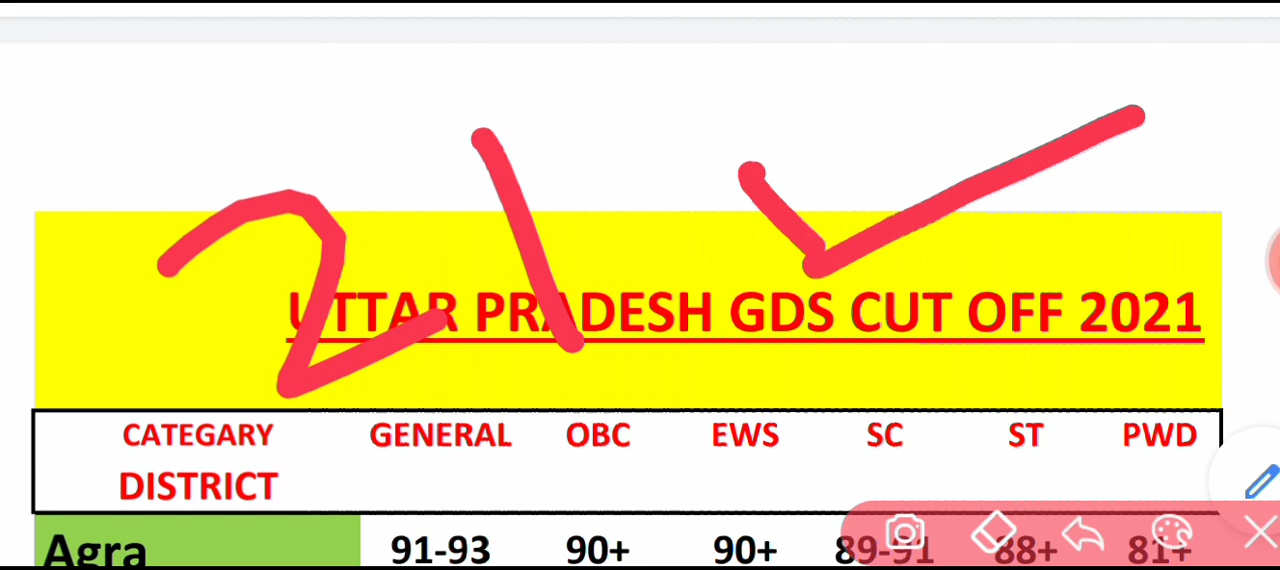 21
UTTAR PRADESH GDS CUT OFF 2021
CATEGARY GENERAL OBC EWS SC ST PWD
DISTRICT
Agra 91-93 90+ 90+ 89-91 88+ 81+